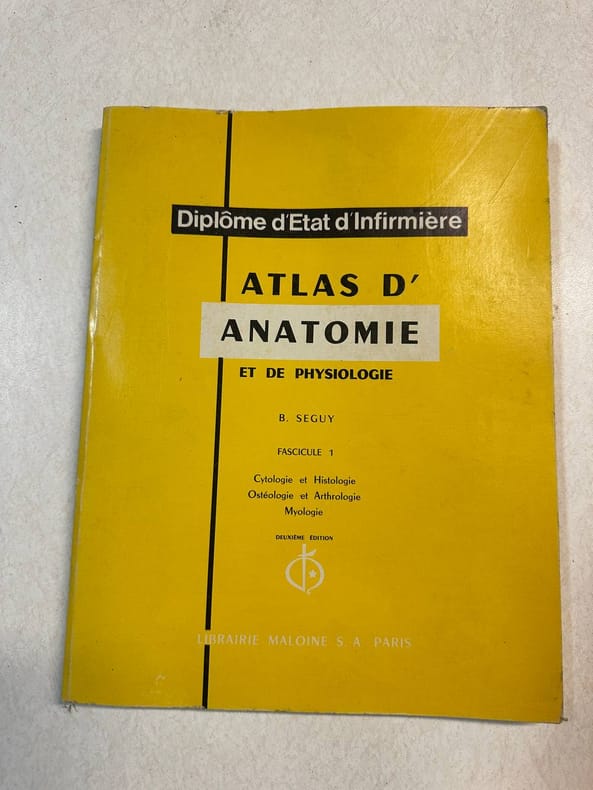 Diplôme d'Etat d'Infirmière
ATLAS D'
ANATOMIE
ET DE PHYSIOLOGIE
B. SEGUY
FASCICULE 1
Cytologie et Histologie
Ostéologie et Arthrologie
Myologie
DEUXIÈME ÉDITION
LIBRAIRIE MALOINE S. A. PARIS